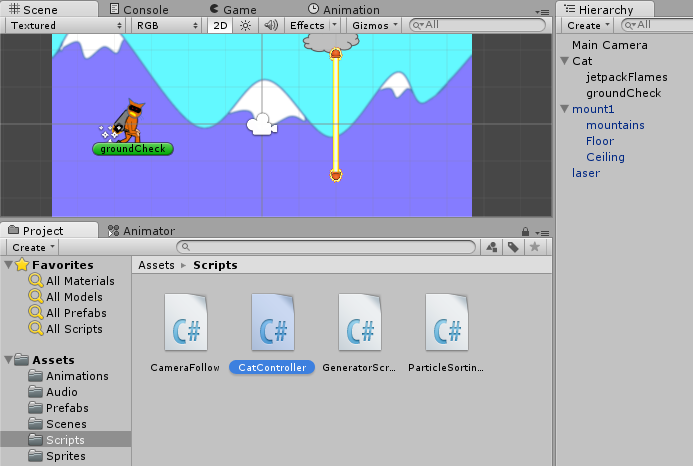 Scene Console Game Animation
Textured RGB 2D Effects Gizmos All
groundCheck
Hierarchy
Create All
Main Camera
Cat
jetpackFlames
groundCheck
mount1
mountains
Floor
Ceiling
laser
Project Animator
Create
Favorites
All Materials
All Models
All Prefabs
All Scripts
Assets
Animations
Audio
Prefabs
Scenes
Scripts
Sprites
Assets Scripts
C# C# C# C#
CameraFollow CatController GeneratorScr... ParticleSortin...